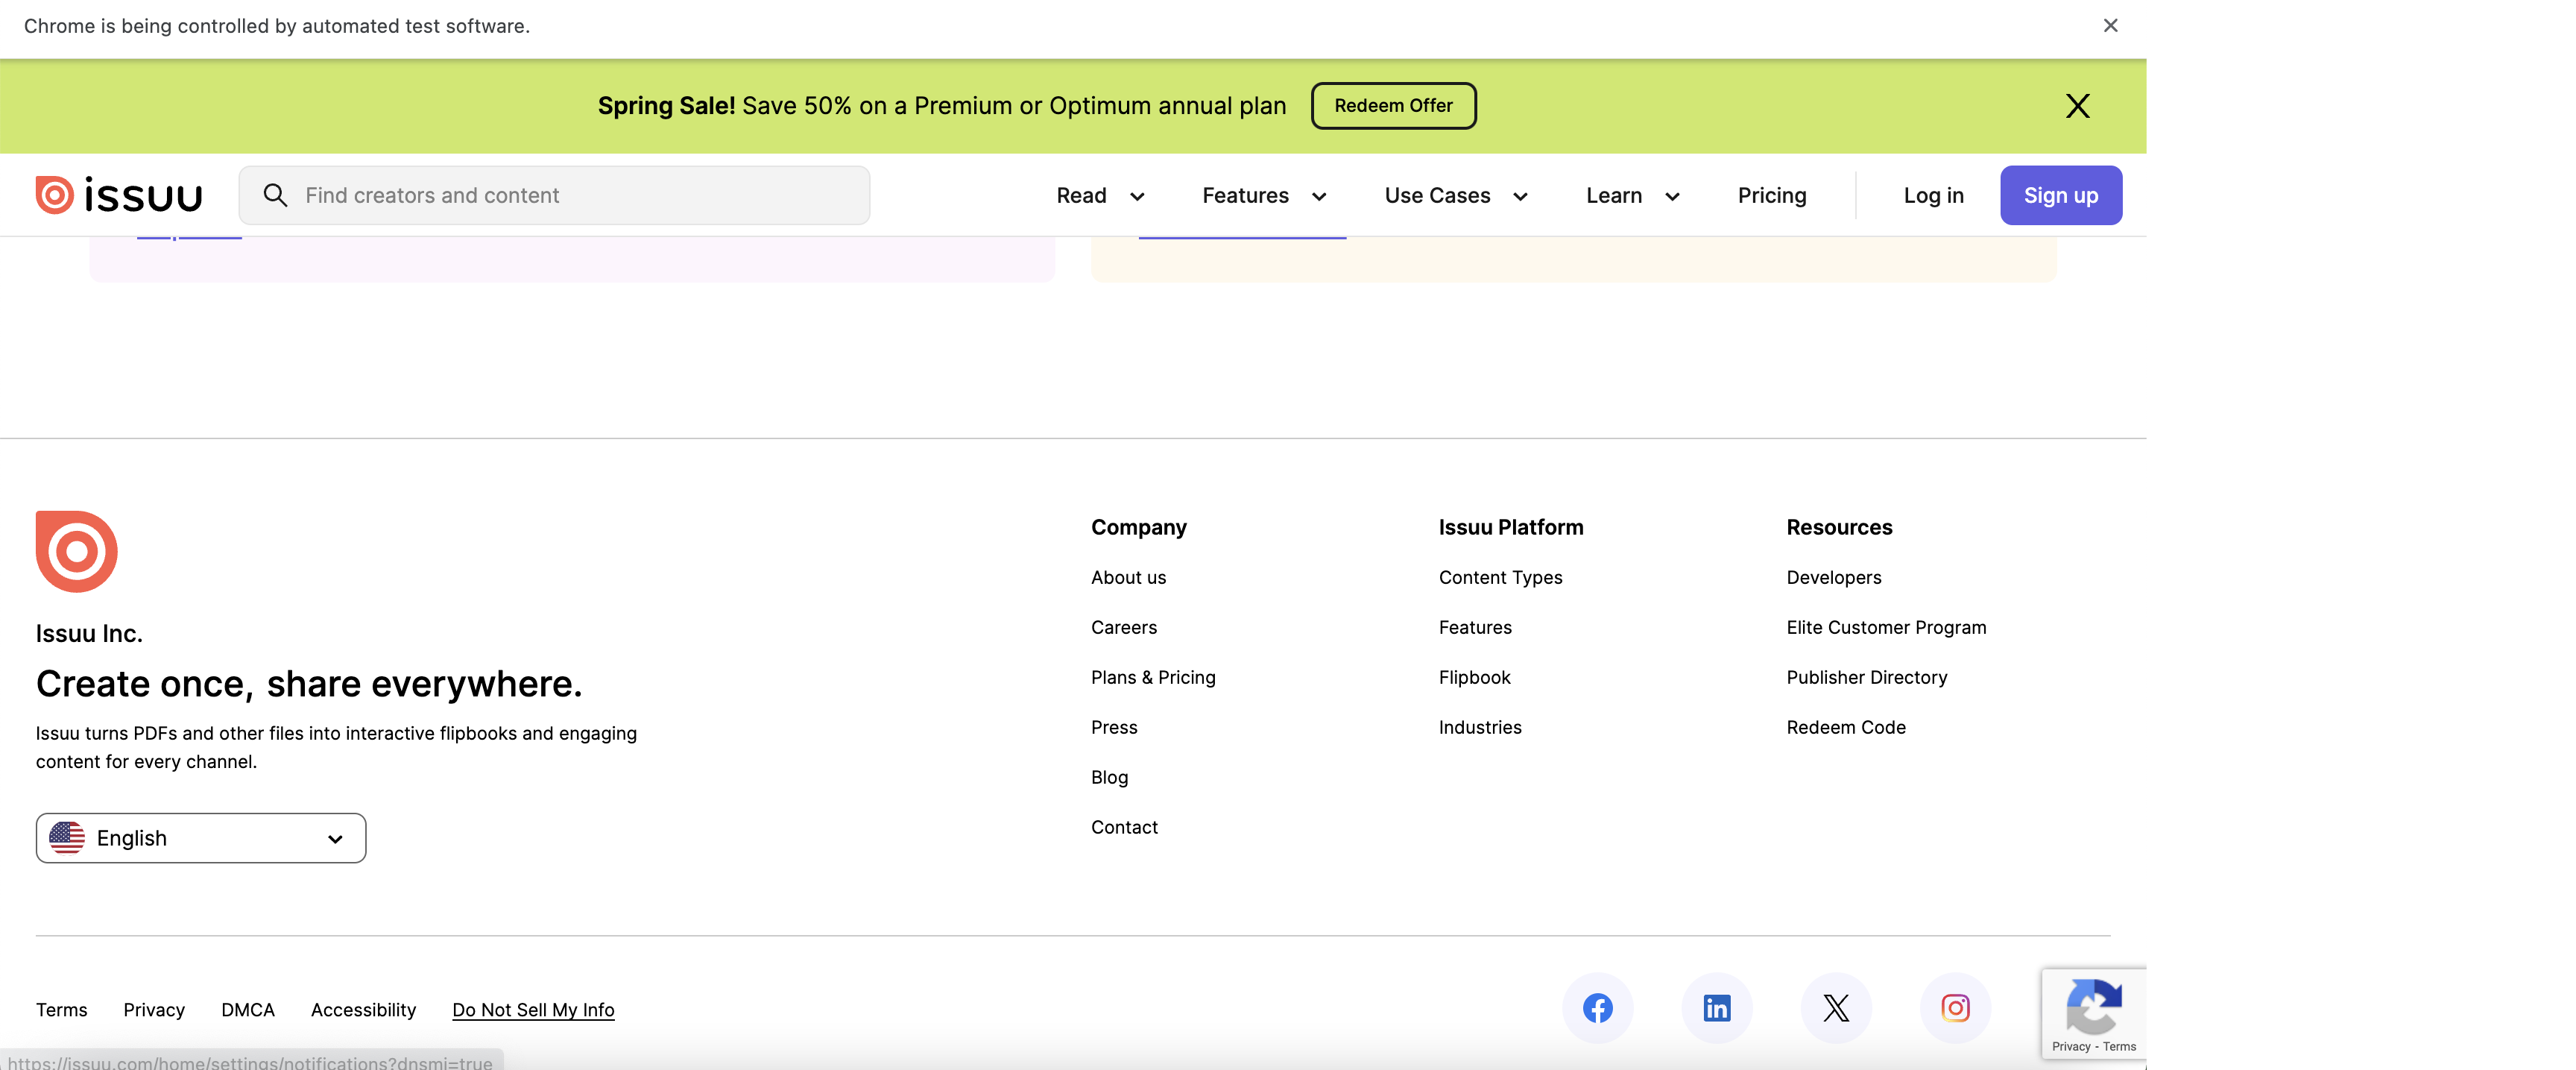 Chrome is being controlled by automated test software.
Spring Sale! Save 50% on a Premium or Optimum annual plan
Redeem Offer
issuu
Find creators and content
Read
Features
Use Cases
Learn
Pricing
Log in
Sign up
Issuu Inc.
Create once, share everywhere.
Issuu turns PDFs and other files into interactive flipbooks and engaging
content for every channel.
English
Company
About us
Careers
Plans & Pricing
Press
Blog
Contact
Issuu Platform
Content Types
Features
Flipbook
Industries
Resources
Developers
Elite Customer Program
Publisher Directory
Redeem Code
Terms
Privacy
DMCA
Accessibility
Do Not Sell My Info
Privacy - Terms
https://issuu.com/home/settings/notifications?dnsmi=true